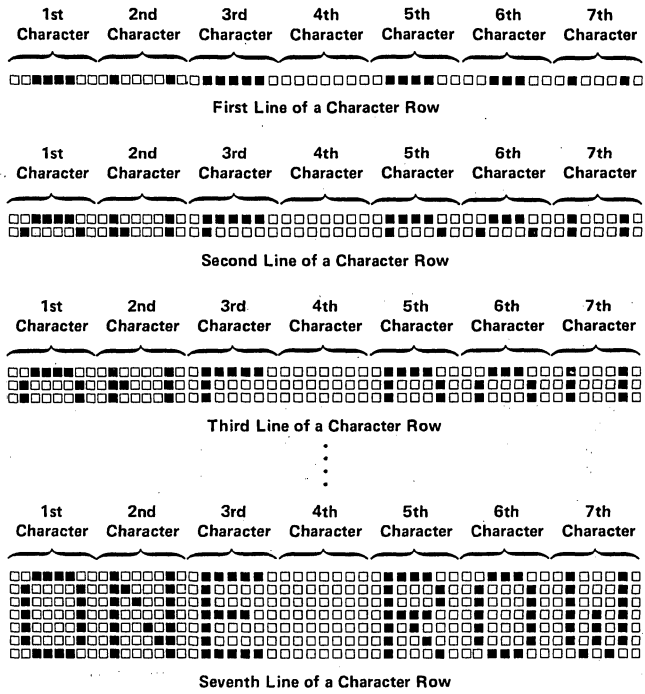 1st 2nd 3rd 4th 5th 6th 7th
Character Character Character Character Character Character Character
First Line of a Character Row
1st 2nd 3rd 4th 5th 6th 7th
Character Character Character Character Character Character Character
Second Line of a Character Row
1st 2nd 3rd 4th 5th 6th 7th
Character Character Character Character Character Character Character
Third Line of a Character Row
1st 2nd 3rd 4th 5th 6th 7th
Character Character Character Character Character Character Character
Seventh Line of a Character Row